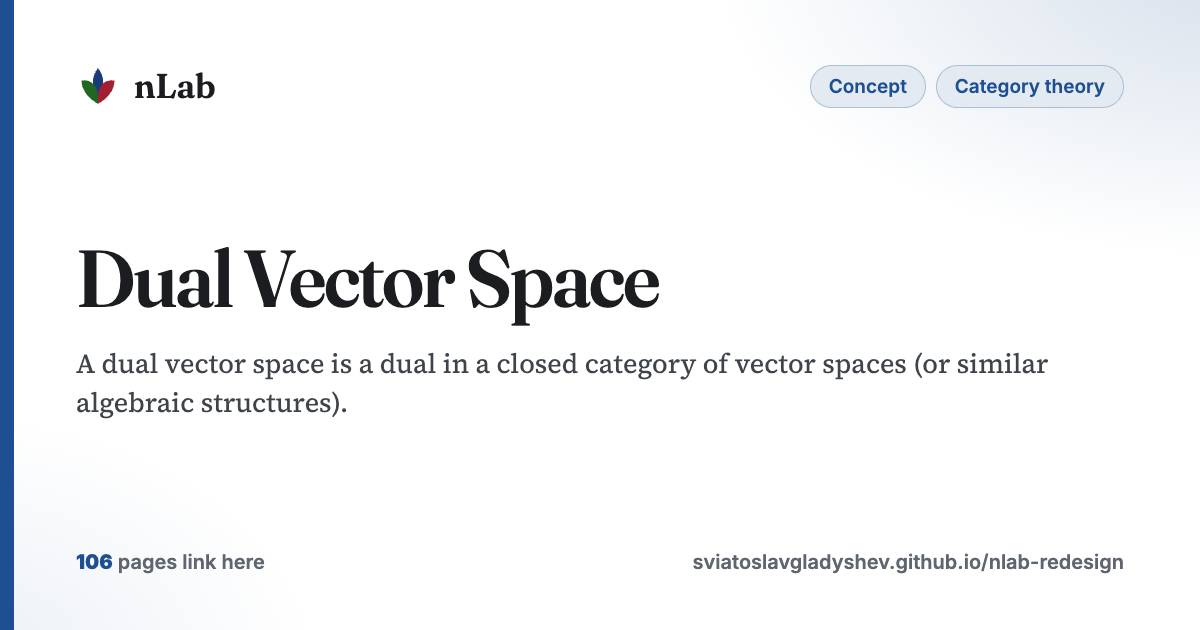 nLab
Concept
Category theory
Dual Vector Space
A dual vector space is a dual in a closed category of vector spaces (or similar
algebraic structures).
106 pages link here
sviatoslavgladyshev.github.io/nlab-redesign